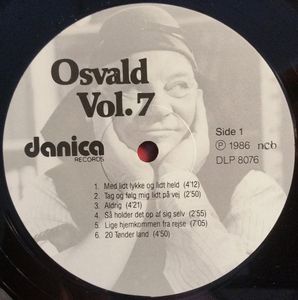 Osvald
Vol. 7
danica
RECORDS
Side 1
Ⓟ 1986 ncb
DLP 8076
1. Med lidt lykke og lidt held (4'12)
2. Tag og følg mig lidt på vej (2'50)
3. Aldrig (4'21)
4. Så holder det op af sig selv (2'55)
5. Lige hjemkommen fra rejse (7'05)
6. 20 Tønder land (4'50)